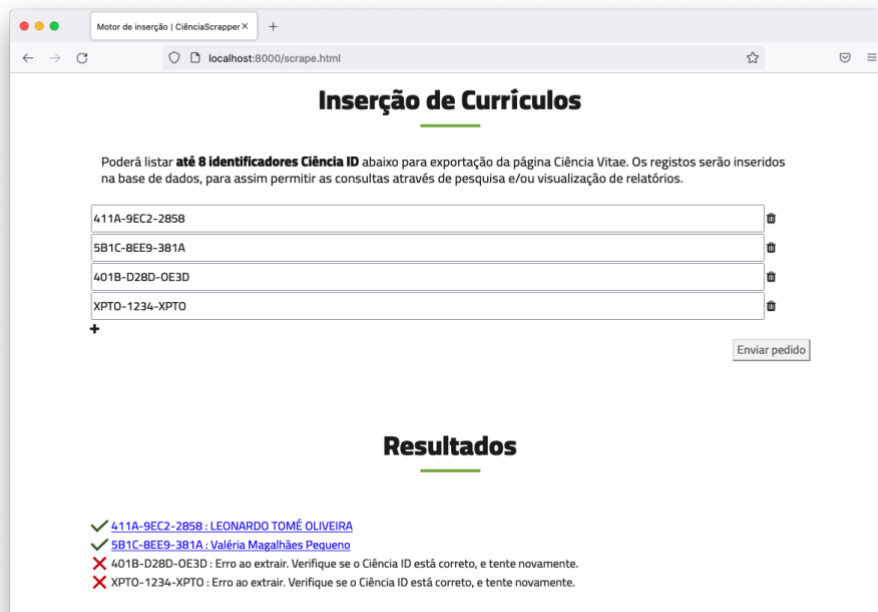 Motor de inserção | CiênciaScrapper
localhost:8000/scrape.html
Inserção de Currículos
Poderá listar até 8 identificadores Ciência ID abaixo para exportação da página Ciência Vitae. Os registos serão inseridos
na base de dados, para assim permitir as consultas através de pesquisa e/ou visualização de relatórios.
411A-9EC2-2858
5B1C-8EE9-381A
401B-D28D-OE3D
XPTO-1234-XPTO
Enviar pedido
Resultados
411A-9EC2-2858 : LEONARDO TOMÉ OLIVEIRA
5B1C-8EE9-381A : Valéria Magalhães Pequeno
401B-D28D-OE3D : Erro ao extrair. Verifique se o Ciência ID está correto, e tente novamente.
XPTO-1234-XPTO : Erro ao extrair. Verifique se o Ciência ID está correto, e tente novamente.